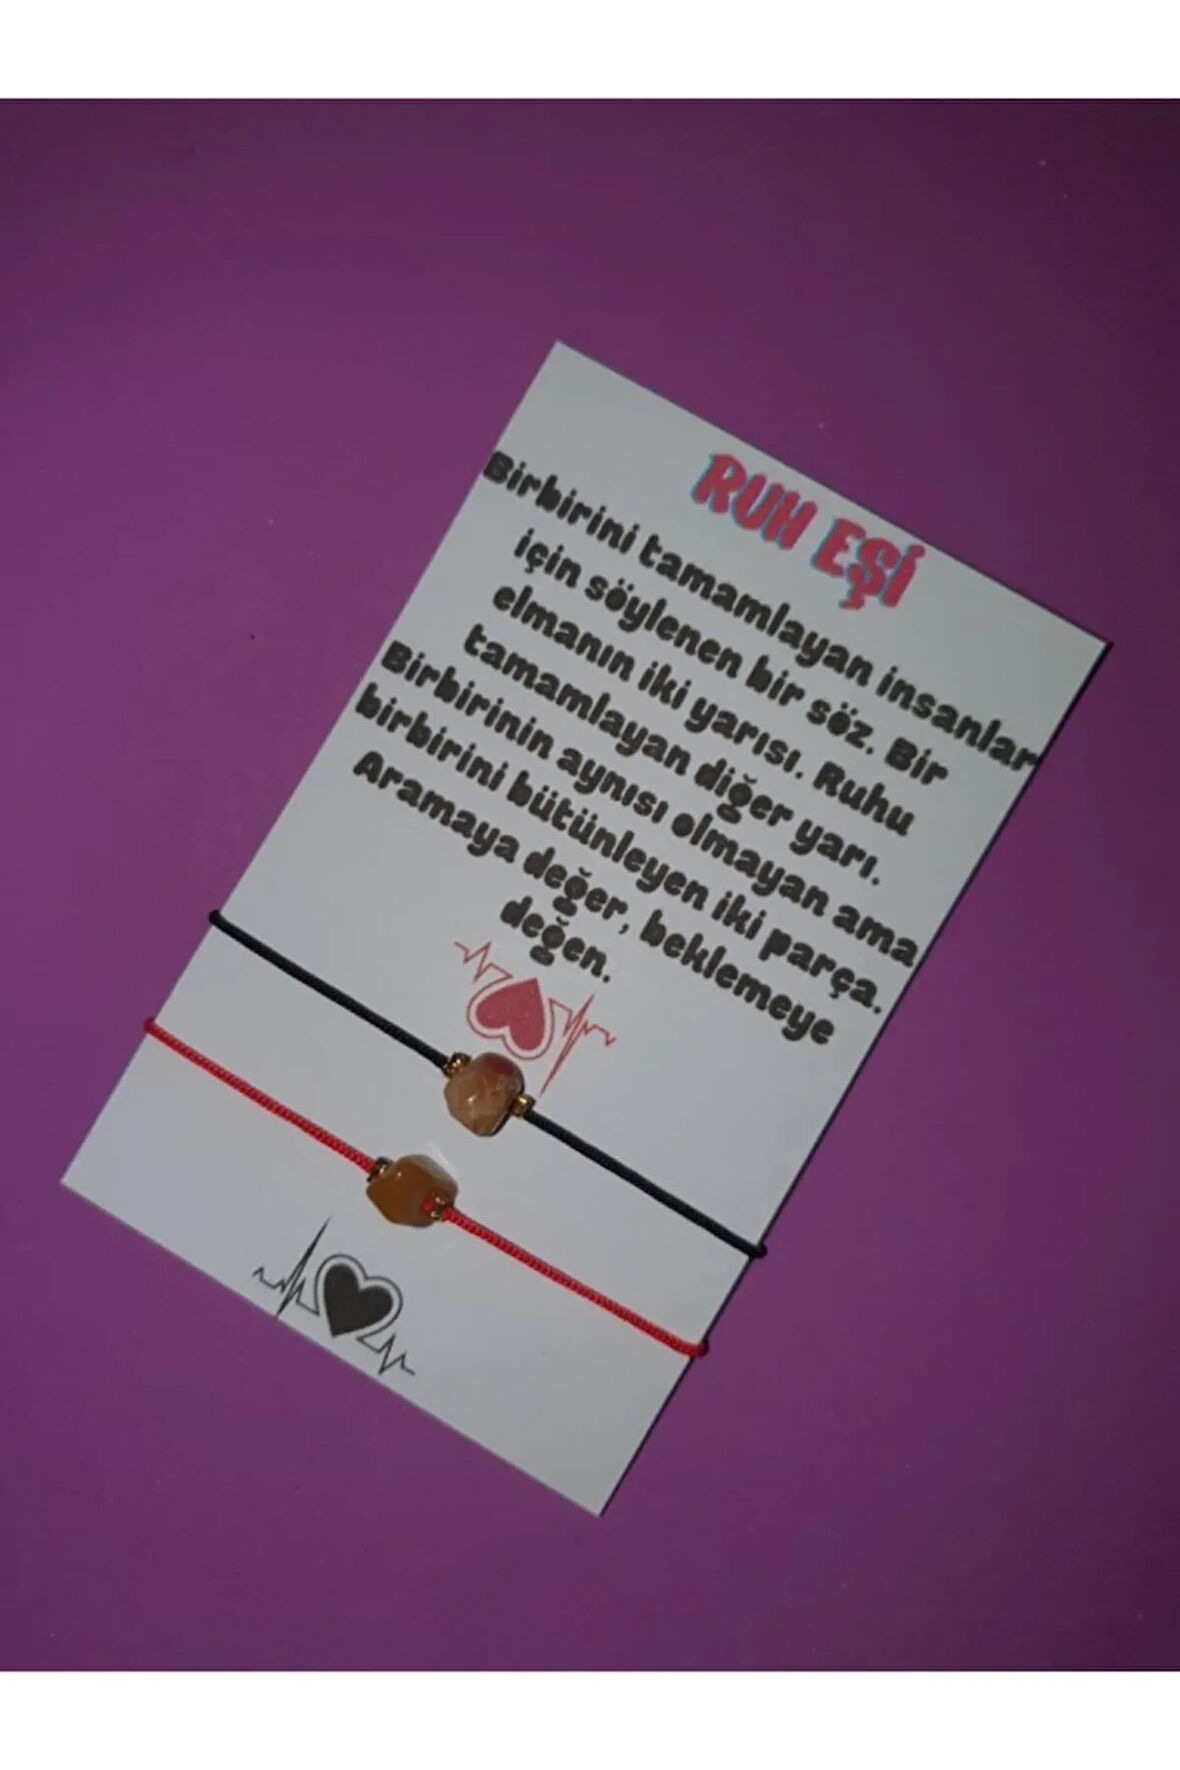 RUH EŞİ
Birbirini tamamlayan insanlar
için söylenen bir söz. Bir
elmanın iki yarısı. Ruhu
tamamlayan diğer yarı.
Birbirinin aynısı olmayan ama
birbirini bütünleyen iki parça.
Aramaya değer, beklemeye
değen.